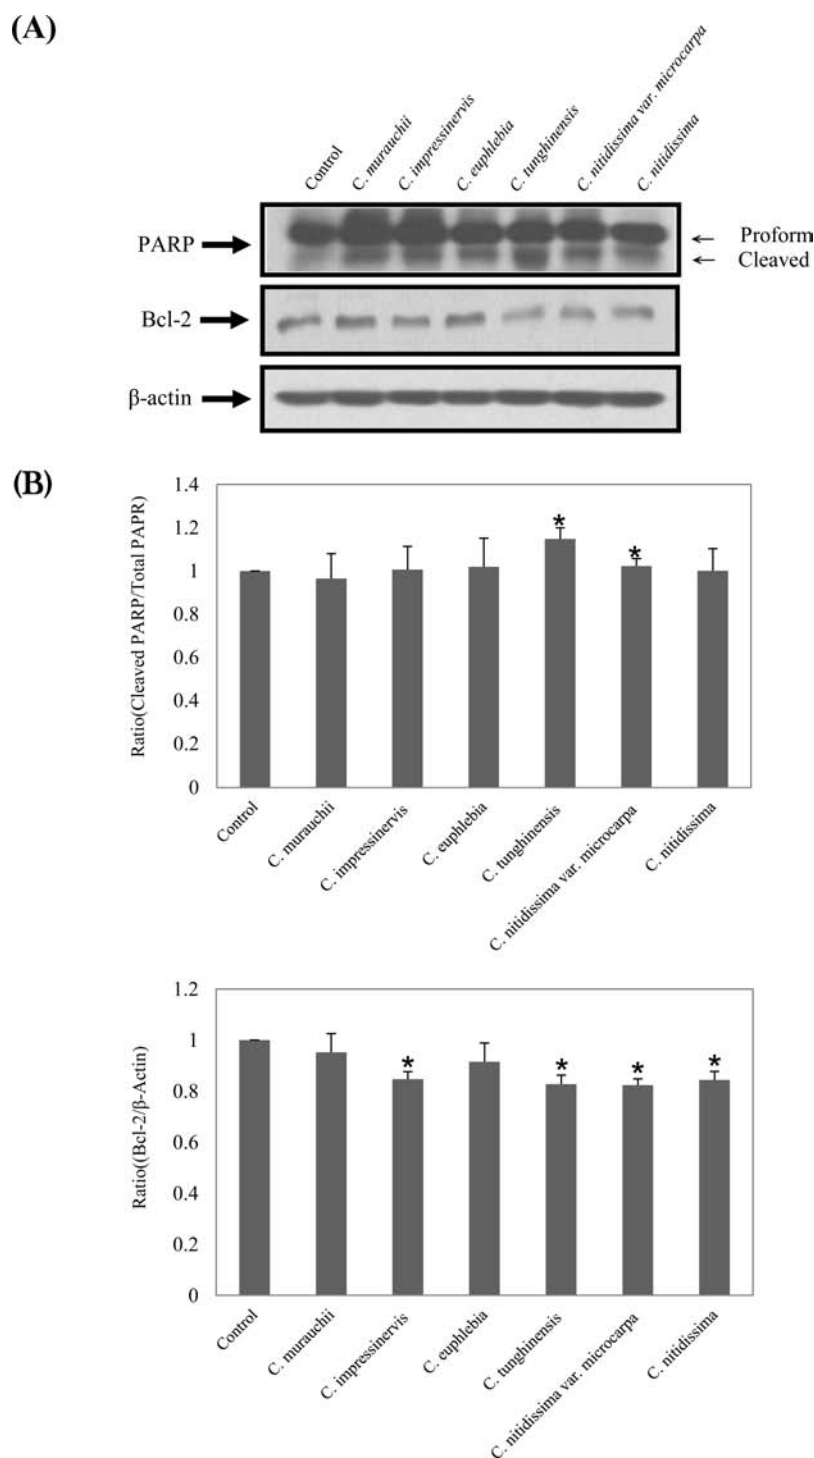 (A)
Control
C. murauchii
C. impressinervis
C. euphlebia
C. tunghinensis
C. nitidissima var. microcarpa
C. nitidissima
PARP
Proform
Cleaved
Bcl-2
β-actin
(B)
Ratio(Cleaved PARP/Total PAPR)
1.4
1.2
1
0.8
0.6
0.4
0.2
0
*
*
Control
C. murauchii
C. impressinervis
C. euphlebia
C. tunghinensis
C. nitidissima var. microcarpa
C. nitidissima
Ratio((Bcl-2/β-Actin)
1.2
1
0.8
0.6
0.4
0.2
0
*
*
*
*
Control
C. murauchii
C. impressinervis
C. euphlebia
C. tunghinensis
C. nitidissima var. microcarpa
C. nitidissima